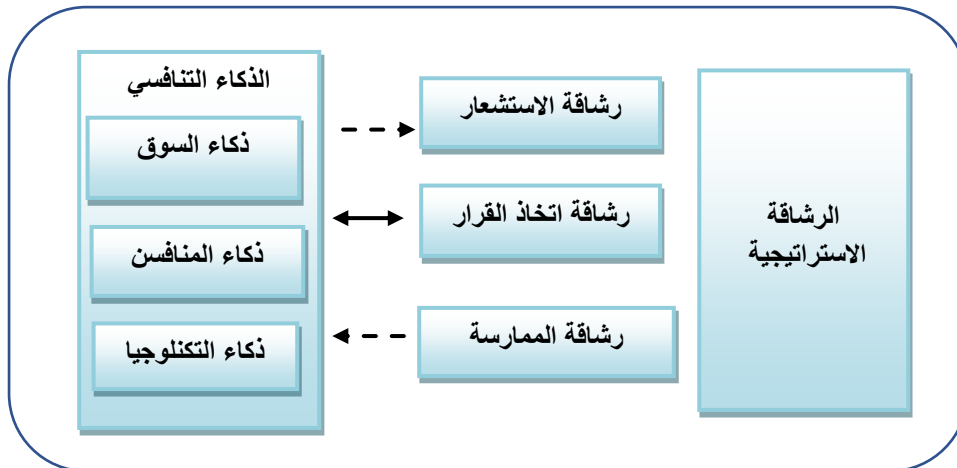 الذكاء التنافسي
ذكاء السوق
ذكاء المنافسن
ذكاء التكنلوجيا
رشاقة الاستشعار
رشاقة اتخاذ القرار
رشاقة الممارسة
الرشاقة
الاستراتيجية